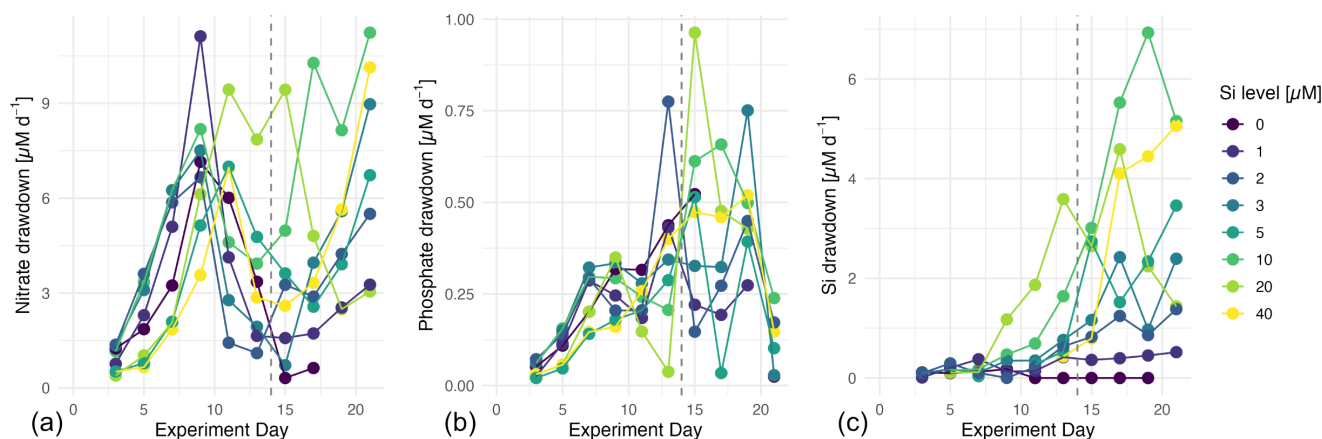 Nitrate drawdown [µM d⁻¹]
9
6
3
0
0 5 10 15 20
Experiment Day
(a)
Phosphate drawdown [µM d⁻¹]
1.00
0.75
0.50
0.25
0.00
0 5 10 15 20
Experiment Day
(b)
Si drawdown [µM d⁻¹]
6
4
2
0
0 5 10 15 20
Experiment Day
(c)
Si level [µM]
0
1
2
3
5
10
20
40